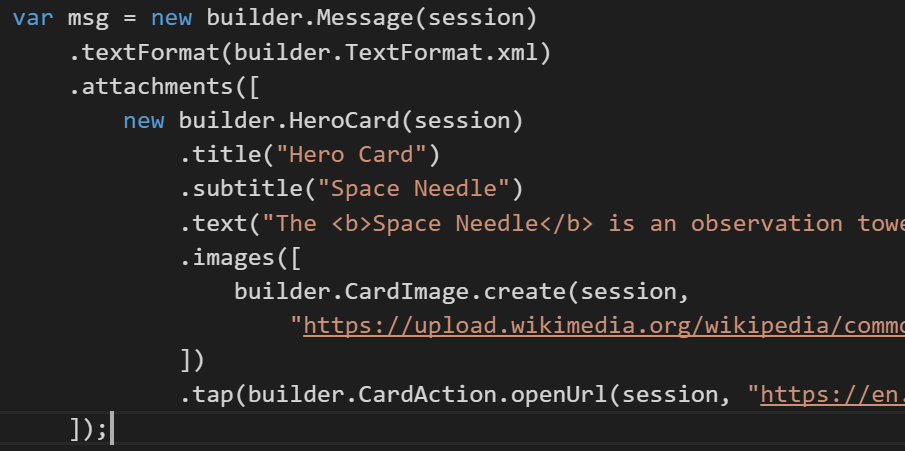 var msg = new builder.Message(session)
.textFormat(builder.TextFormat.xml)
.attachments([
new builder.HeroCard(session)
.title("Hero Card")
.subtitle("Space Needle")
.text("The <b>Space Needle</b> is an observation towe
.images([
builder.CardImage.create(session,
"https://upload.wikimedia.org/wikipedia/commo
])
.tap(builder.CardAction.openUrl(session, "https://en.
]);